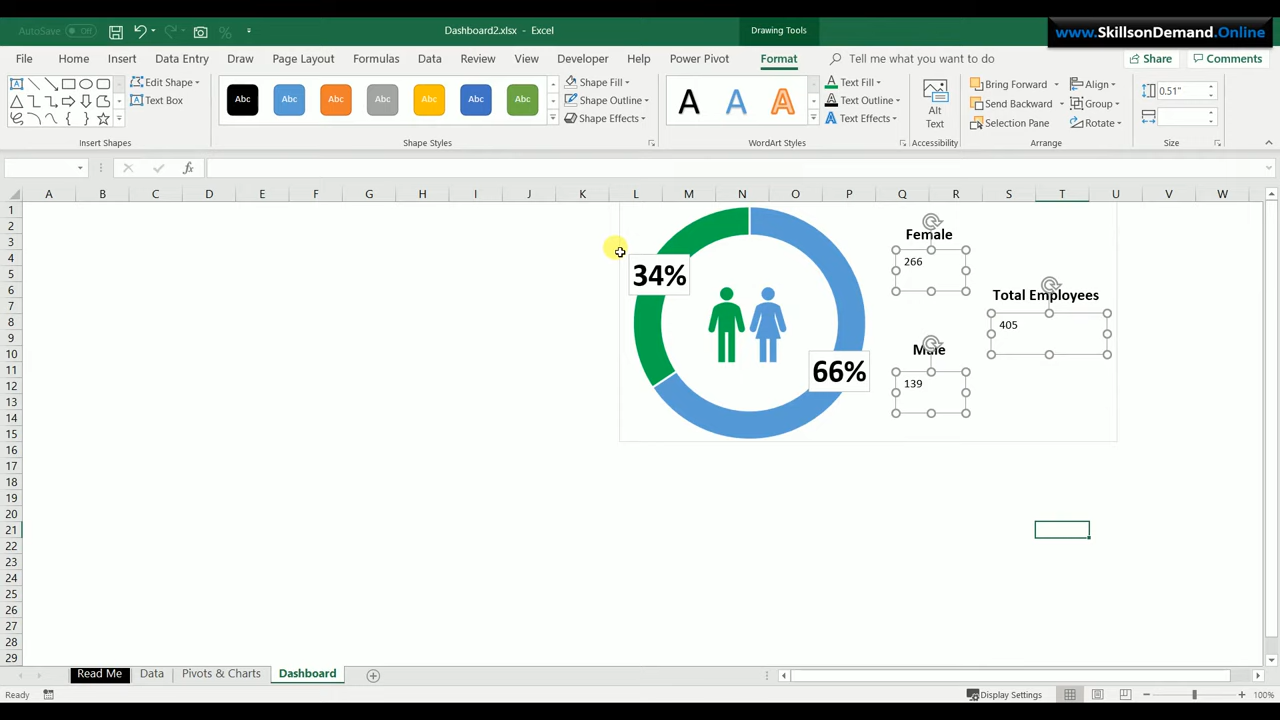 AutoSave Off
Dashboard2.xlsx - Excel
Drawing Tools
www.SkillsonDemand.Online
File Home Insert Data Entry Draw Page Layout Formulas Data Review View Developer Help Power Pivot Format Tell me what you want to do Share Comments
Edit Shape
Text Box
Insert Shapes
Abc Abc Abc Abc Abc Abc Abc
Shape Fill
Shape Outline
Shape Effects
Shape Styles
A A A
Text Fill
Text Outline
Text Effects
WordArt Styles
Alt
Text
Accessibility
Bring Forward
Send Backward
Selection Pane
Align
Group
Rotate
Arrange
0.51"
Size
fx
A B C D E F G H I J K L M N O P Q R S T U V W
1
2
3
4
5
6
7
8
9
10
11
12
13
14
15
16
17
18
19
20
21
22
23
24
25
26
27
28
29
34%
66%
Female
266
Male
139
Total Employees
405
Read Me Data Pivots & Charts Dashboard
Ready
Display Settings
100%